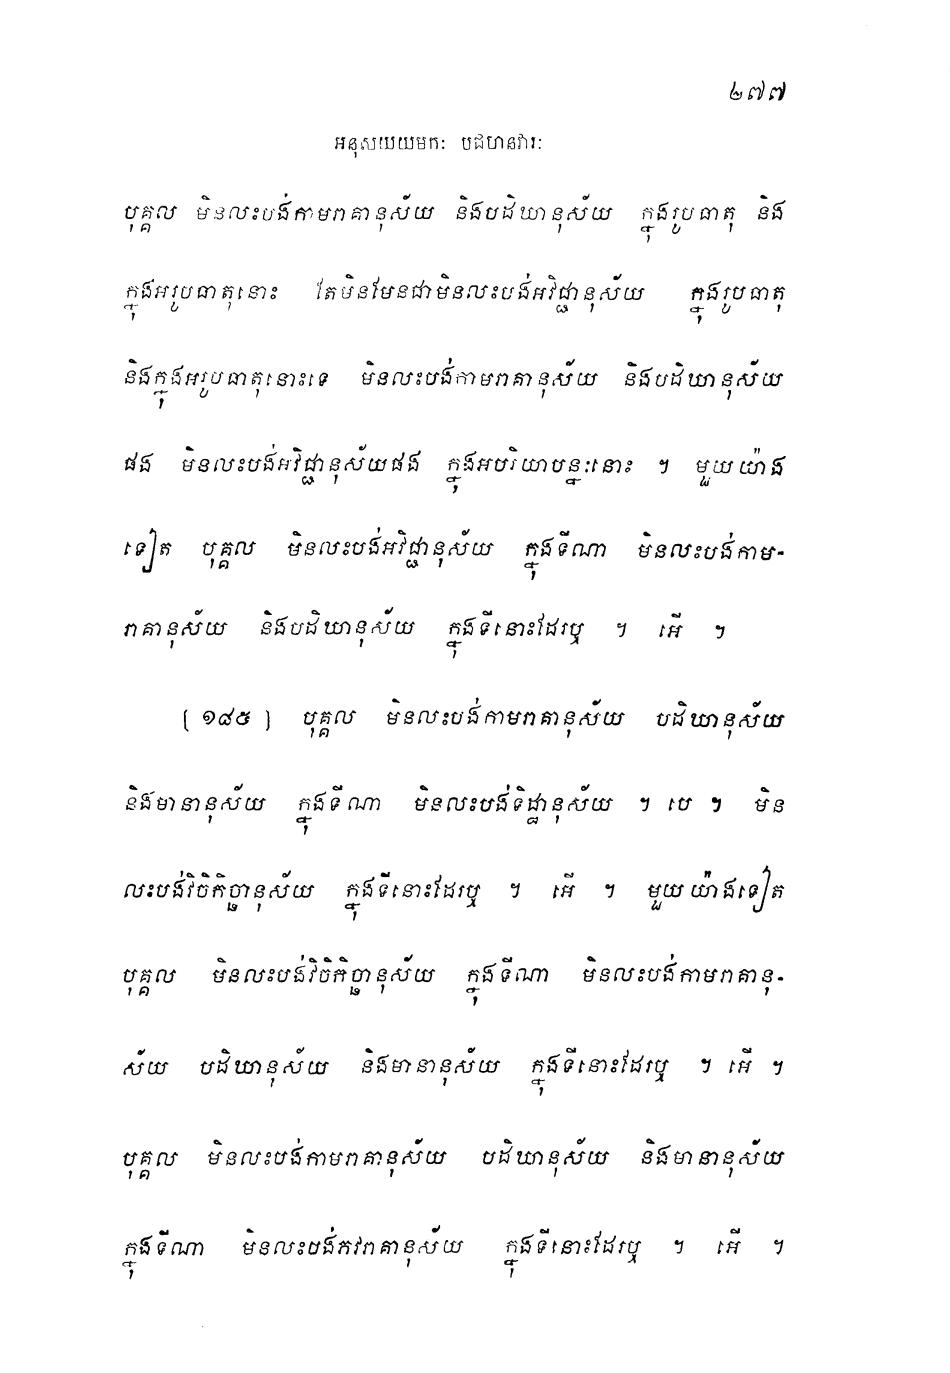 ២៧៧
អនុសយយមកៈ បជហនវារៈ
បុគ្គល មិនលះបង់កាមរាគានុស័យ និងបដិឃានុស័យ ក្នុងរូបធាតុ និង
ក្នុងអរូបធាតុនោះ តែមិនមែនជាមិនលះបង់អវិជ្ជានុស័យ ក្នុងរូបធាតុ
និងក្នុងអរូបធាតុនោះទេ មិនលះបង់កាមរាគានុស័យ និងបដិឃានុស័យ
ផង មិនលះបង់អវិជ្ជានុស័យផង ក្នុងអបរិយាបន្នៈនោះ ។ មួយយ៉ាង
ទៀត បុគ្គល មិនលះបង់អវិជ្ជានុស័យ ក្នុងទីណា មិនលះបង់កាម-
រាគានុស័យ និងបដិឃានុស័យ ក្នុងទីនោះដែរឬ ។ អើ ។
[ ១៨៥ ] បុគ្គល មិនលះបង់កាមរាគានុស័យ បដិឃានុស័យ
និងមានានុស័យ ក្នុងទីណា មិនលះបង់ទិដ្ឋានុស័យ ។ បេ ។ មិន
លះបង់វិចិកិច្ឆានុស័យ ក្នុងទីនោះដែរឬ ។ អើ ។ មួយយ៉ាងទៀត
បុគ្គល មិនលះបង់វិចិកិច្ឆានុស័យ ក្នុងទីណា មិនលះបង់កាមរាគានុ-
ស័យ បដិឃានុស័យ និងមានានុស័យ ក្នុងទីនោះដែរឬ ។ អើ ។
បុគ្គល មិនលះបង់កាមរាគានុស័យ បដិឃានុស័យ និងមានានុស័យ
ក្នុងទីណា មិនលះបង់ភវរាគានុស័យ ក្នុងទីនោះដែរឬ ។ អើ ។